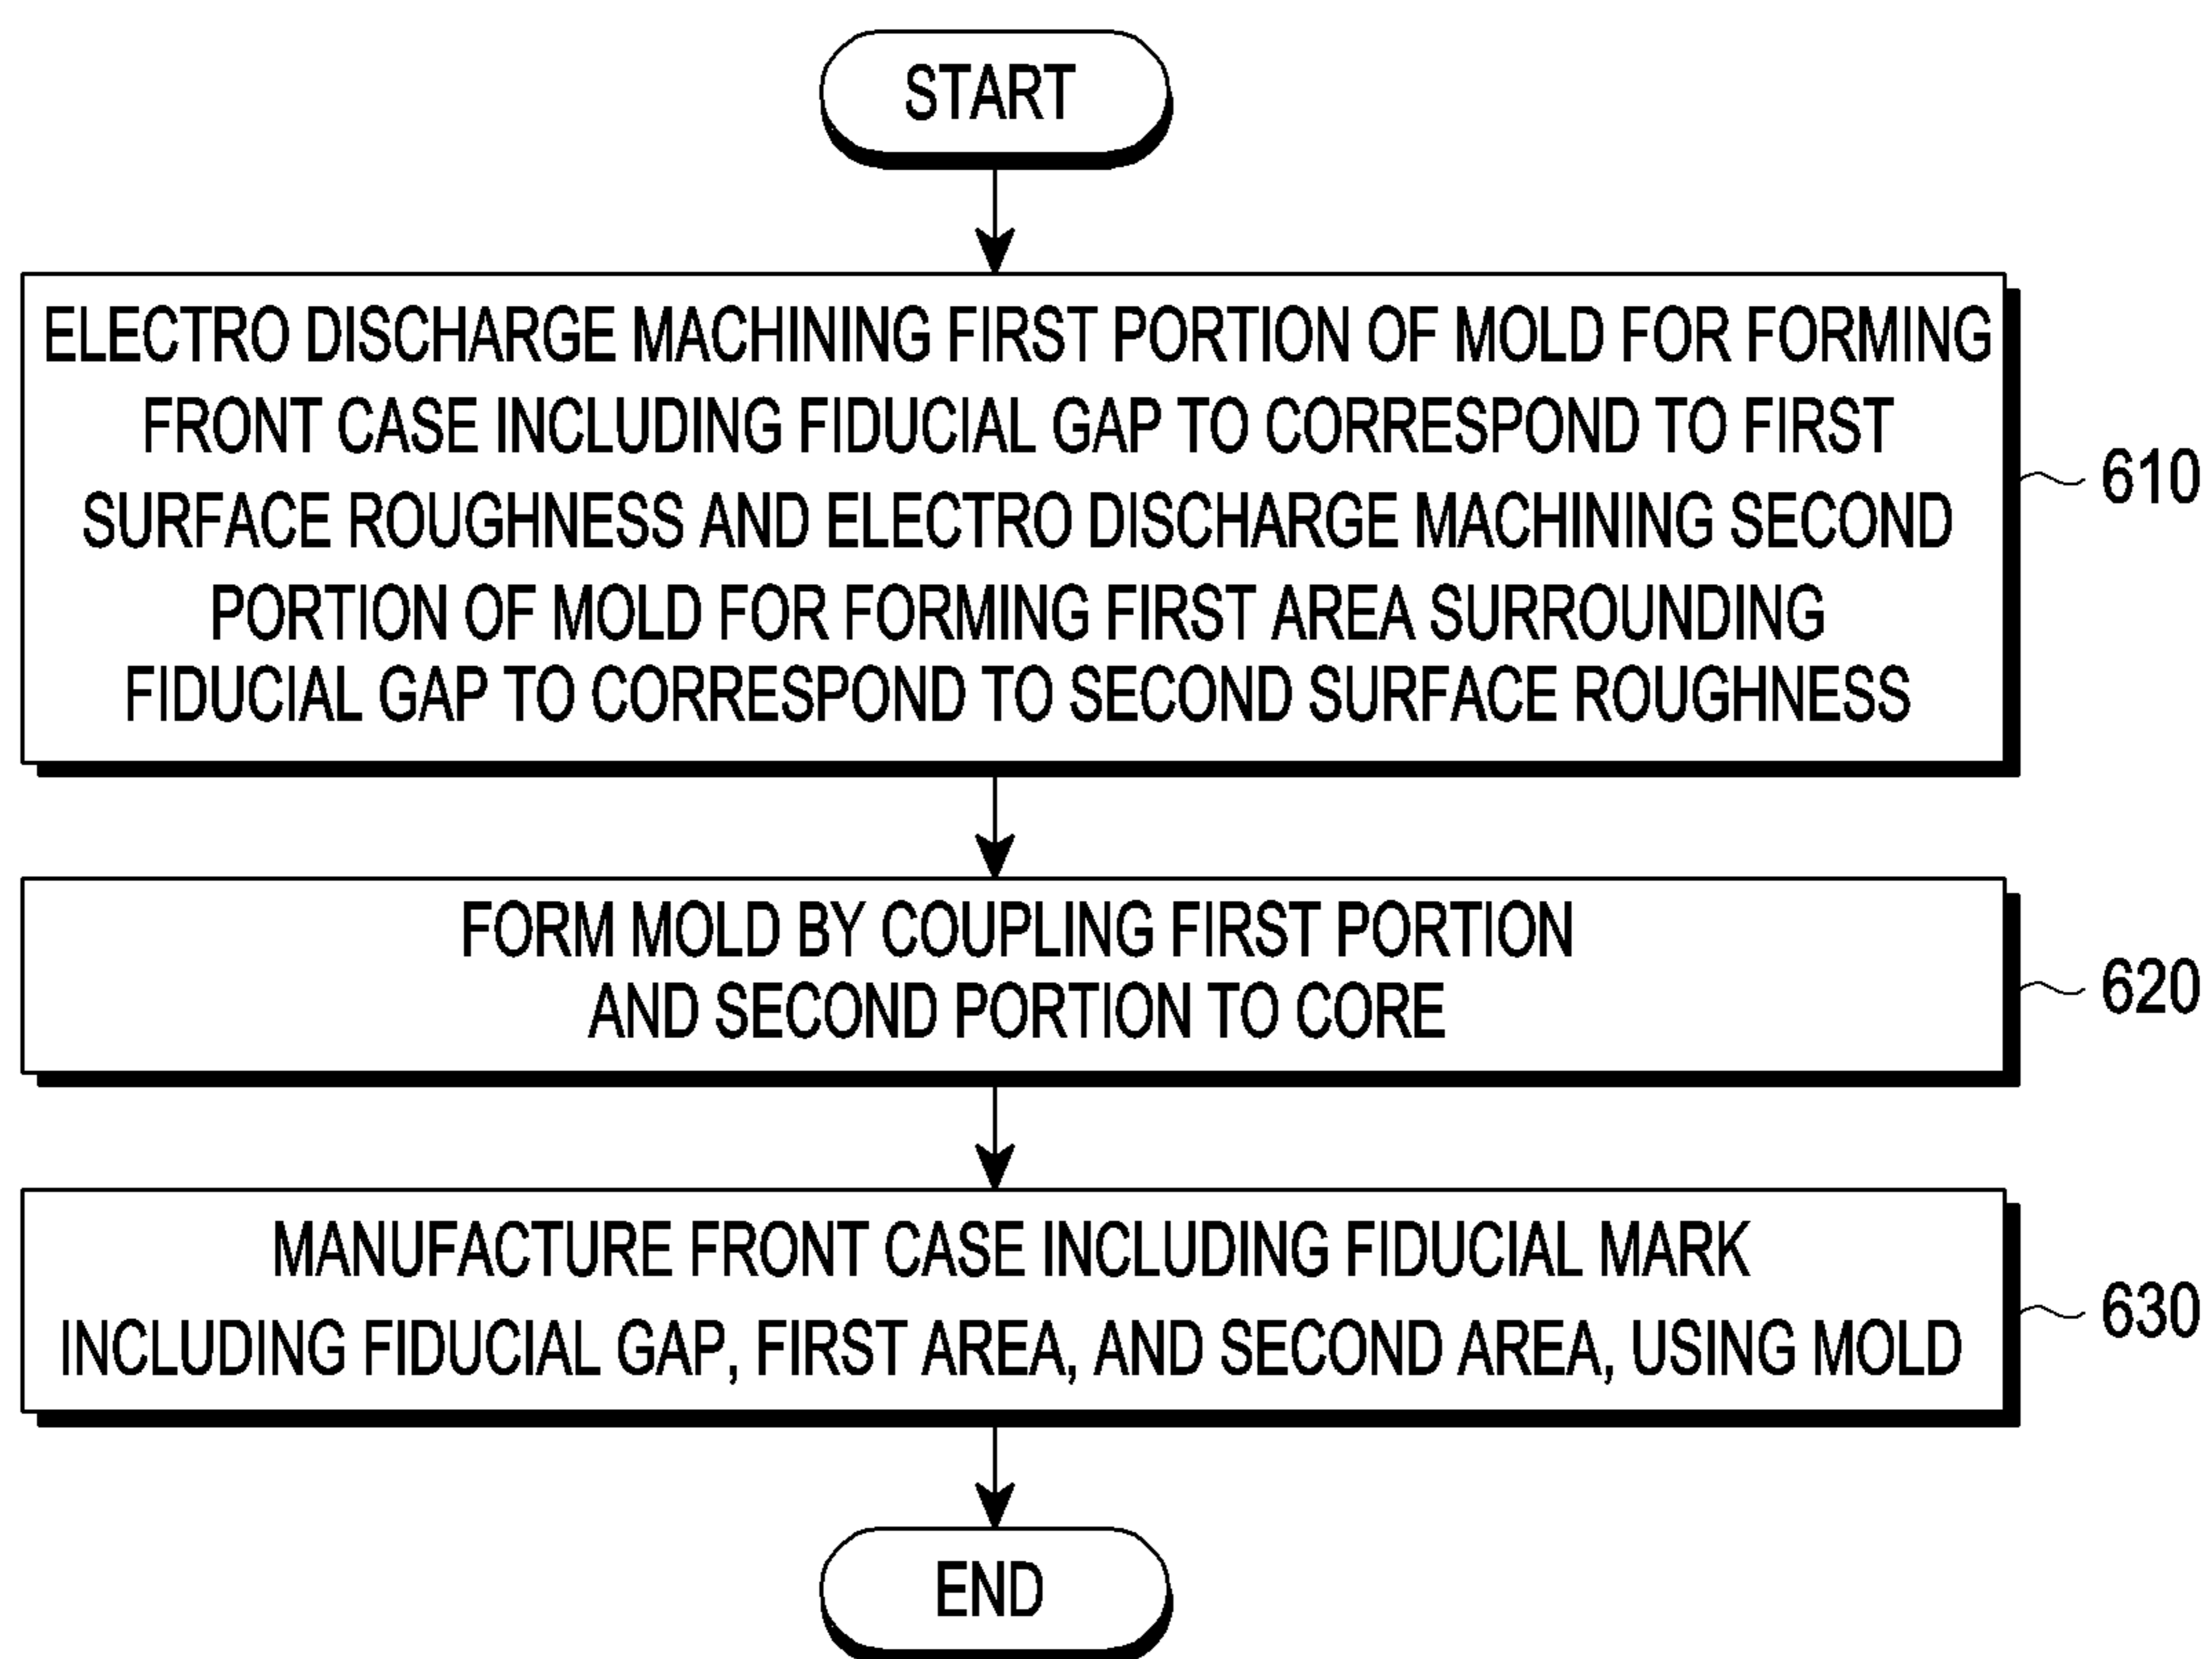 START
ELECTRO DISCHARGE MACHINING FIRST PORTION OF MOLD FOR FORMING
FRONT CASE INCLUDING FIDUCIAL GAP TO CORRESPOND TO FIRST
SURFACE ROUGHNESS AND ELECTRO DISCHARGE MACHINING SECOND
PORTION OF MOLD FOR FORMING FIRST AREA SURROUNDING
FIDUCIAL GAP TO CORRESPOND TO SECOND SURFACE ROUGHNESS
610
FORM MOLD BY COUPLING FIRST PORTION
AND SECOND PORTION TO CORE
620
MANUFACTURE FRONT CASE INCLUDING FIDUCIAL MARK
INCLUDING FIDUCIAL GAP, FIRST AREA, AND SECOND AREA, USING MOLD
630
END